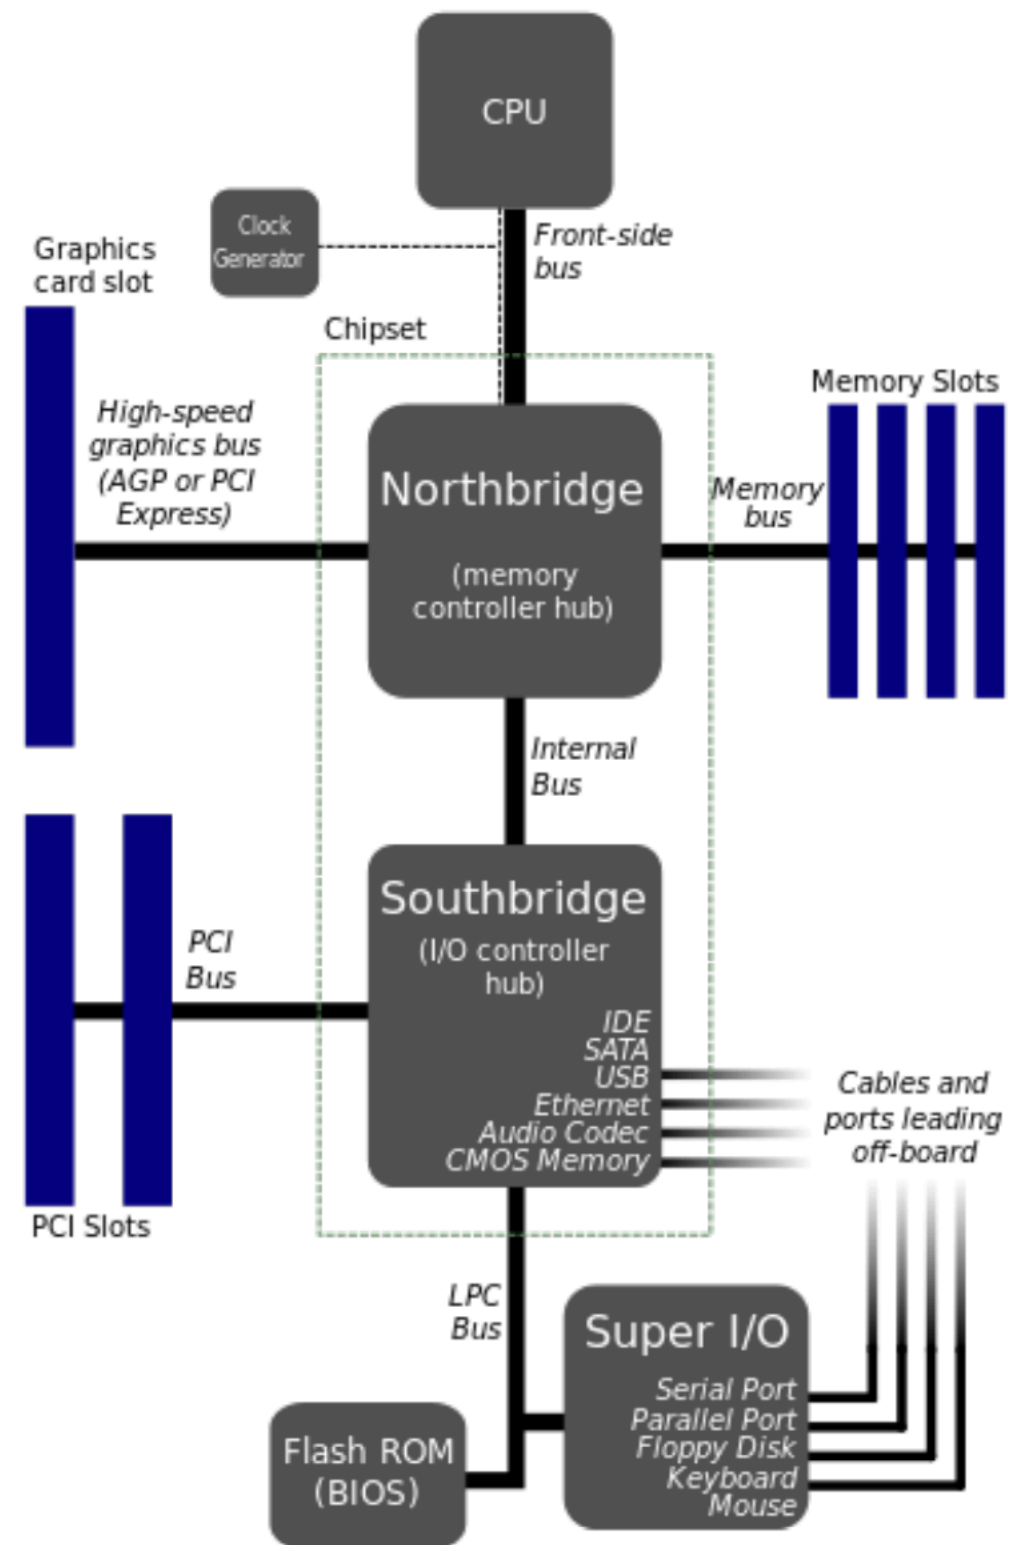 CPU
Clock
Generator
Front-side
bus
Graphics
card slot
Chipset
Memory Slots
High-speed
graphics bus
(AGP or PCI
Express)
Northbridge
(memory
controller hub)
Memory
bus
Internal
Bus
Southbridge
(I/O controller
hub)
IDE
SATA
USB
Ethernet
Audio Codec
CMOS Memory
PCI
Bus
PCI Slots
Cables and
ports leading
off-board
LPC
Bus
Super I/O
Serial Port
Parallel Port
Floppy Disk
Keyboard
Mouse
Flash ROM
(BIOS)